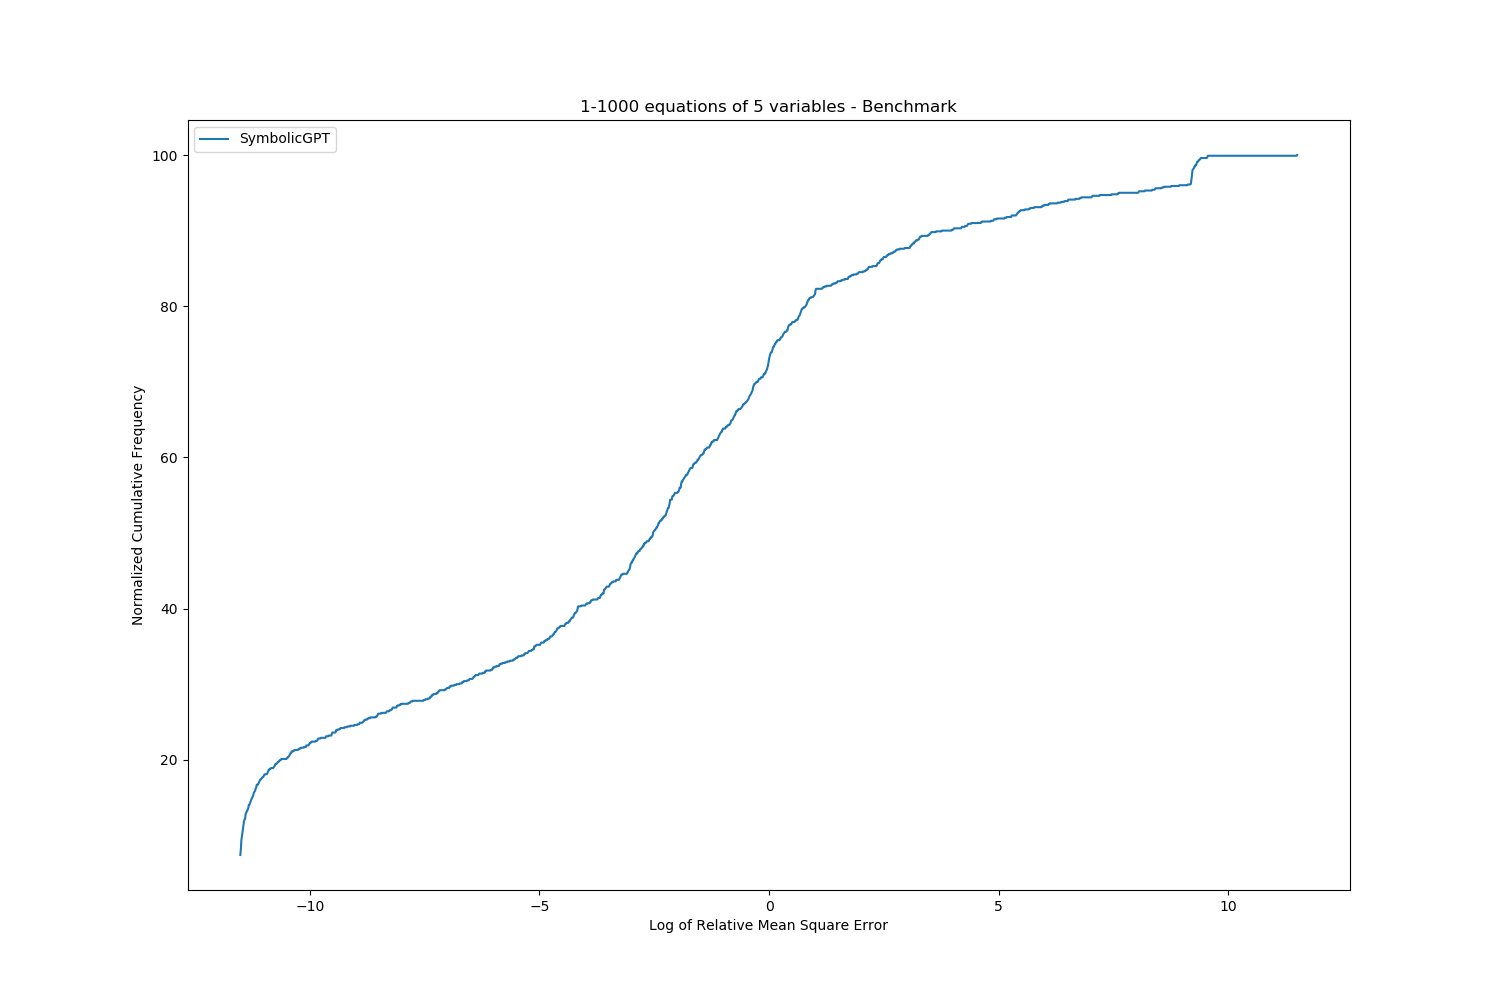 1-1000 equations of 5 variables - Benchmark
SymbolicGPT
100
80
60
40
20
Normalized Cumulative Frequency
−10
−5
0
5
10
Log of Relative Mean Square Error